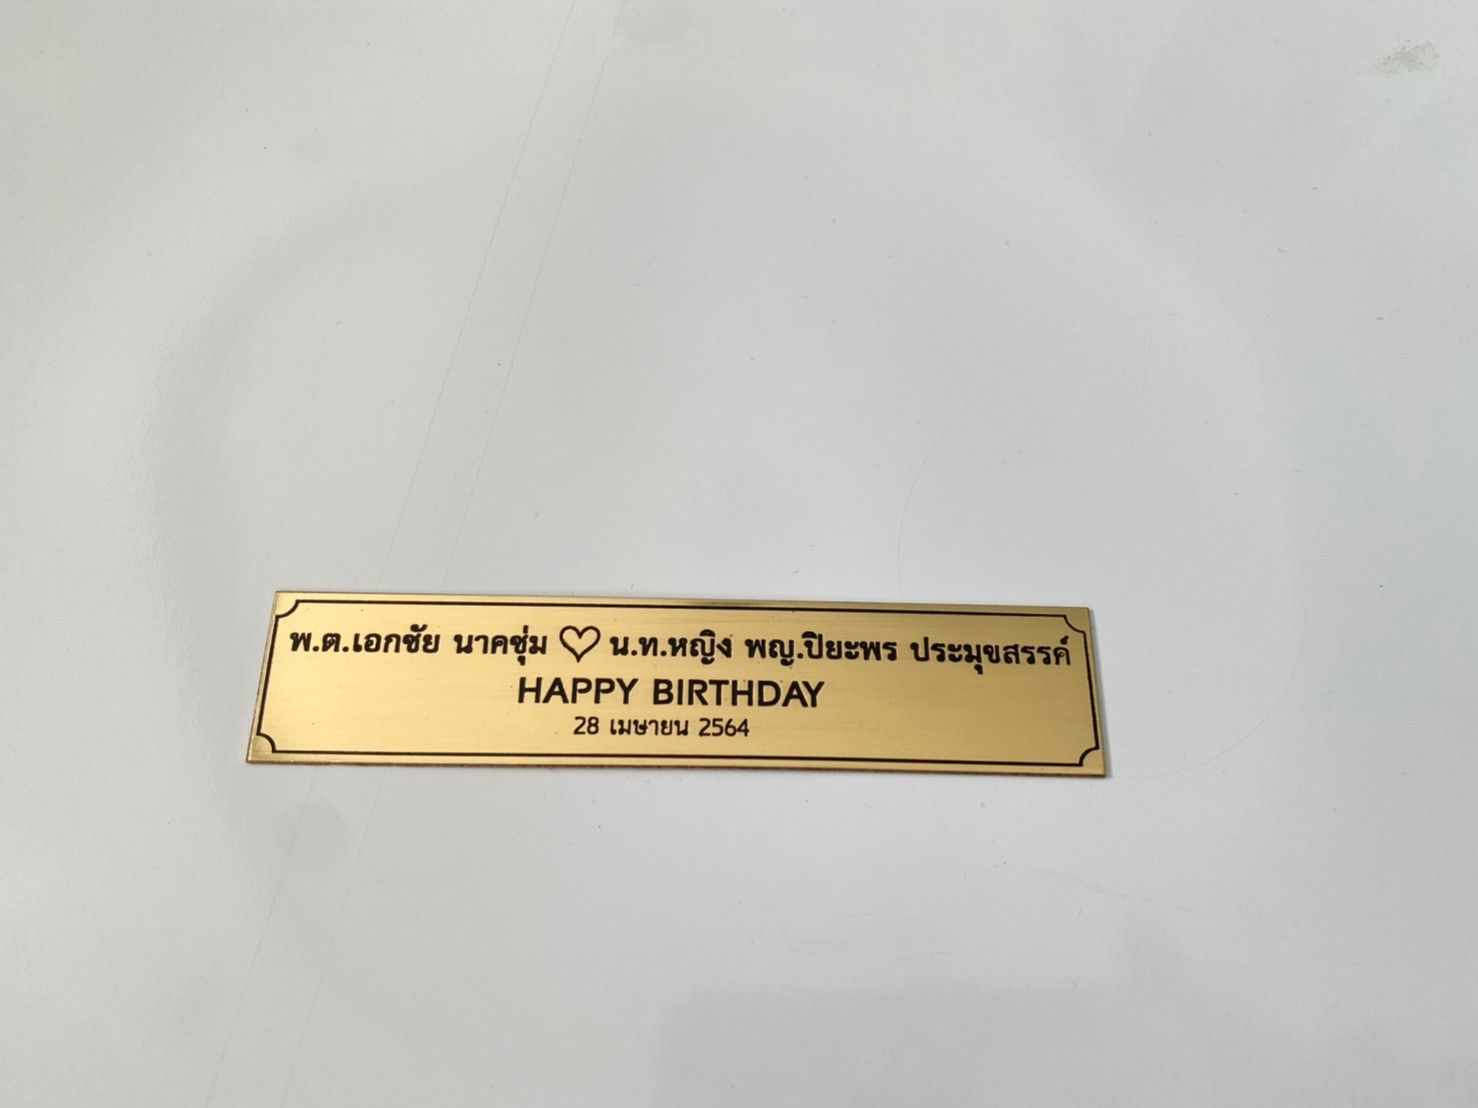 พ.ต.เอกชัย นาคชุ่ม ♡ น.ท.หญิง พญ.ปิยะพร ประมุขสรรค์
HAPPY BIRTHDAY
28 เมษายน 2564